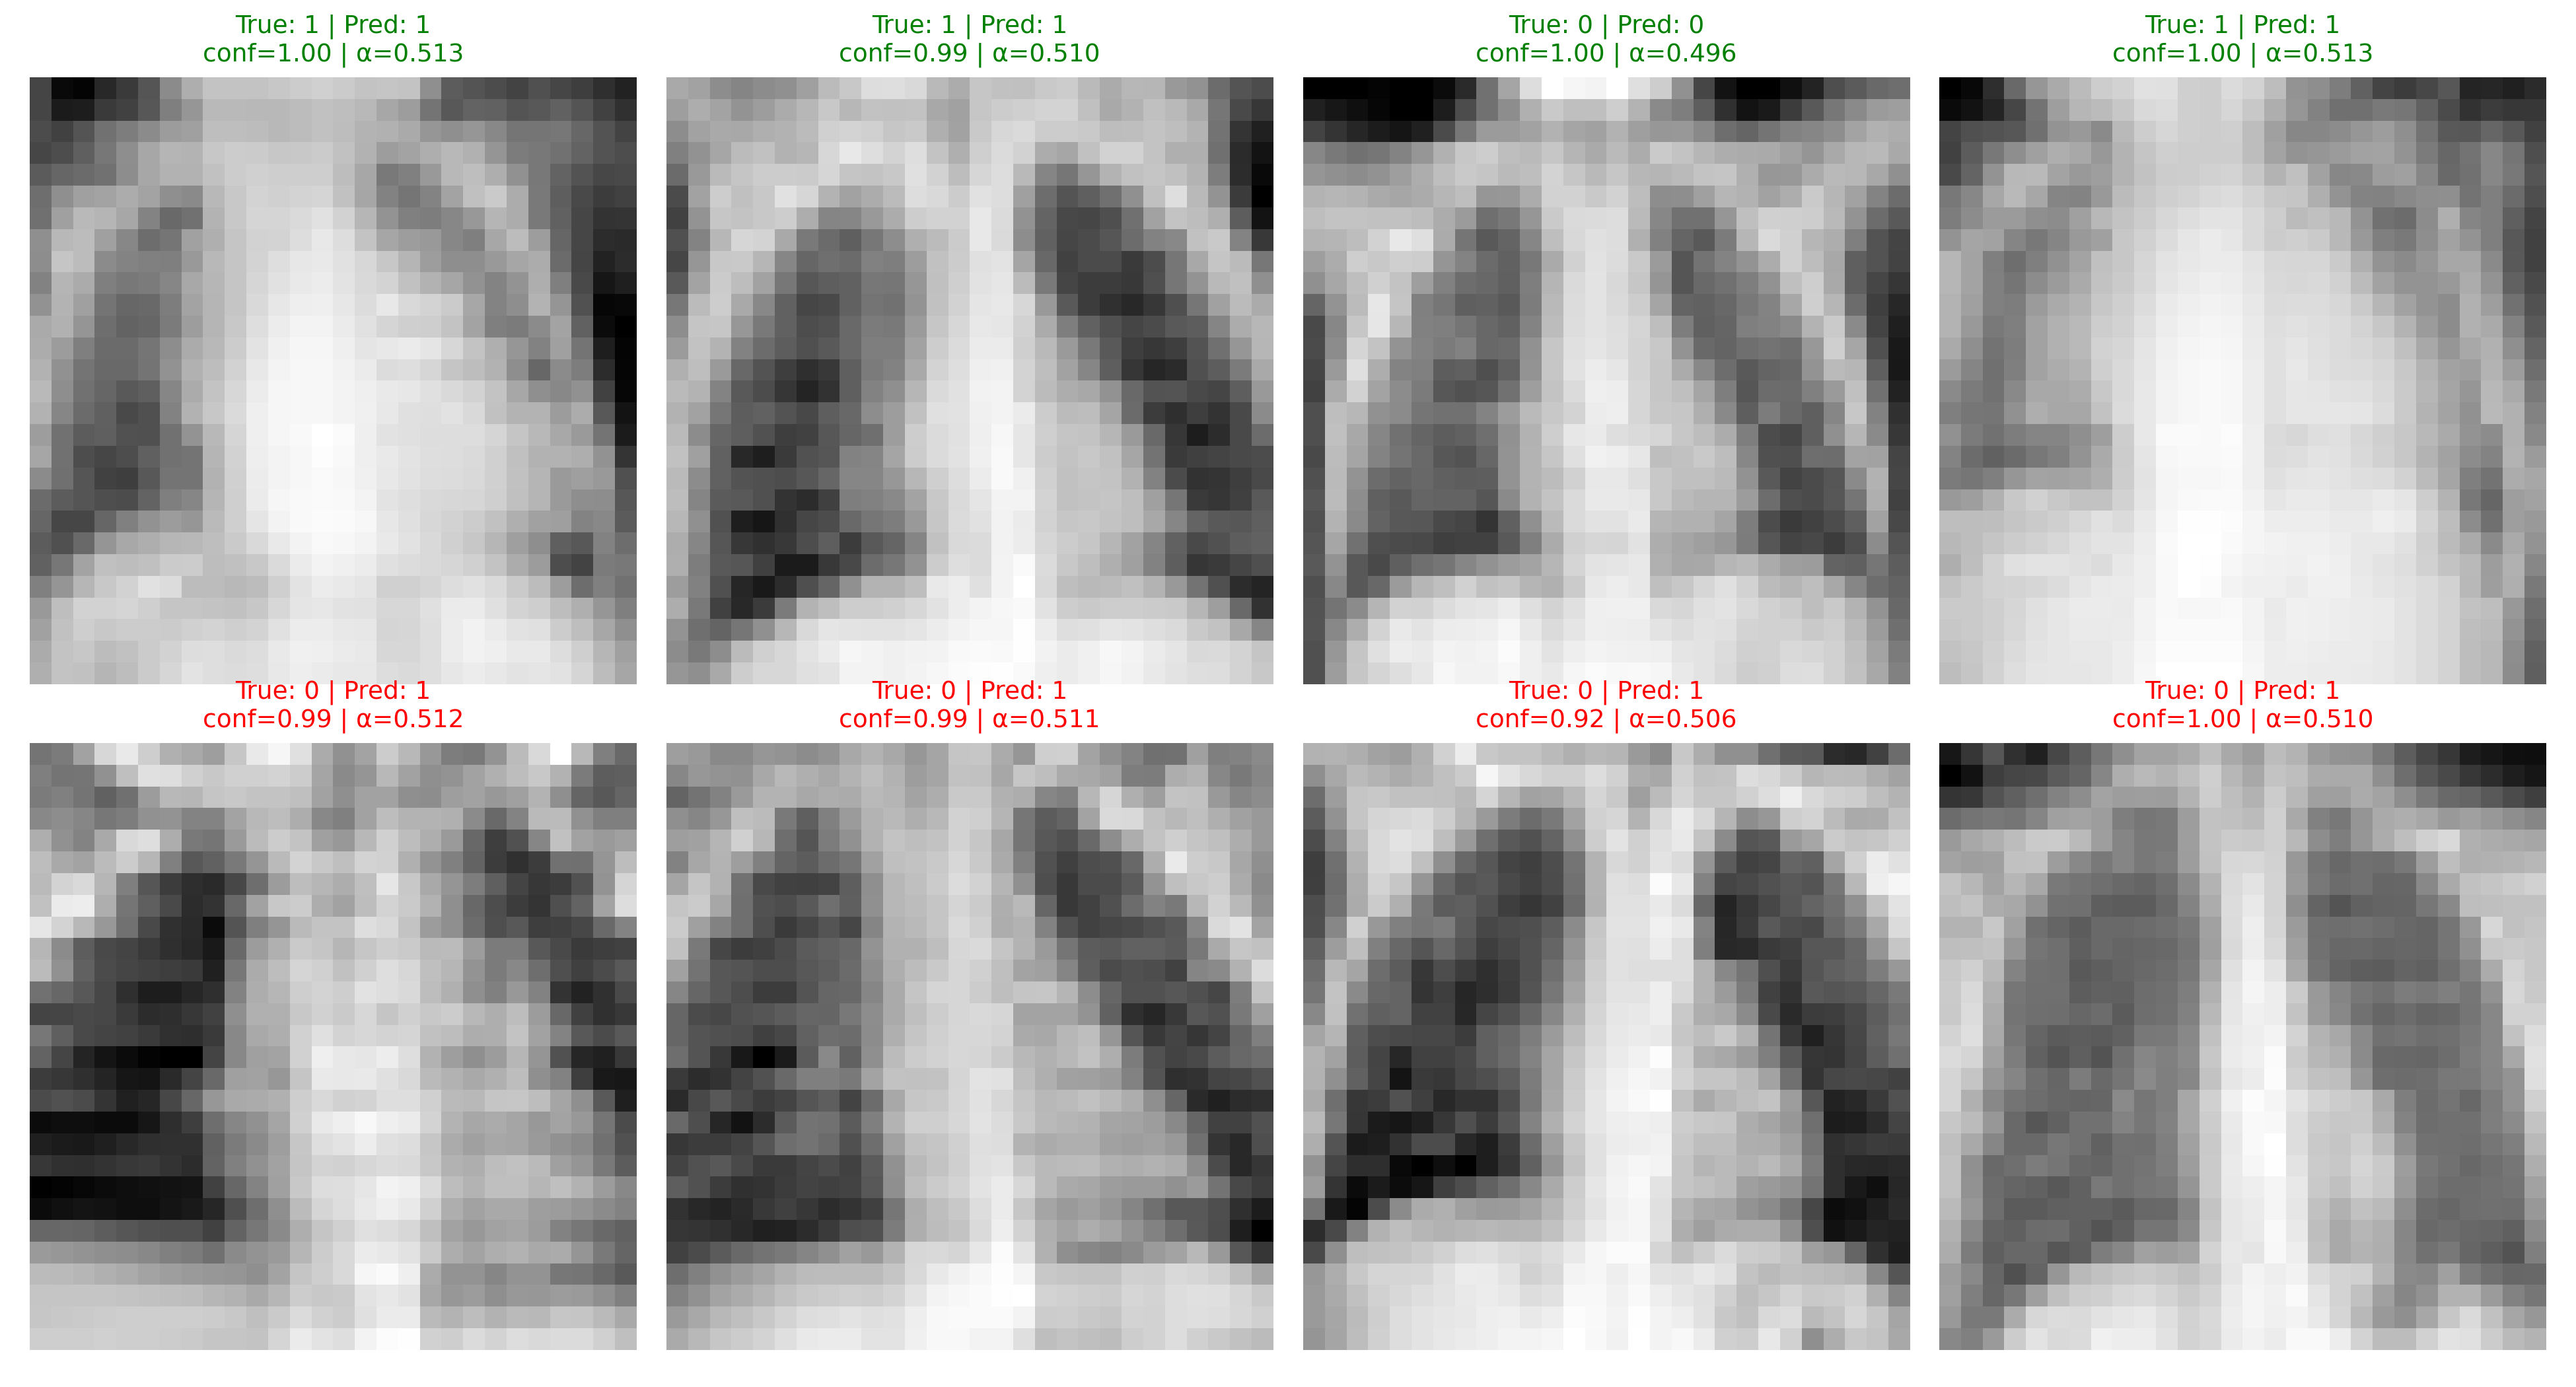 True: 1 | Pred: 1
conf=1.00 | α=0.513
True: 1 | Pred: 1
conf=0.99 | α=0.510
True: 0 | Pred: 0
conf=1.00 | α=0.496
True: 1 | Pred: 1
conf=1.00 | α=0.513
True: 0 | Pred: 1
conf=0.99 | α=0.512
True: 0 | Pred: 1
conf=0.99 | α=0.511
True: 0 | Pred: 1
conf=0.92 | α=0.506
True: 0 | Pred: 1
conf=1.00 | α=0.510